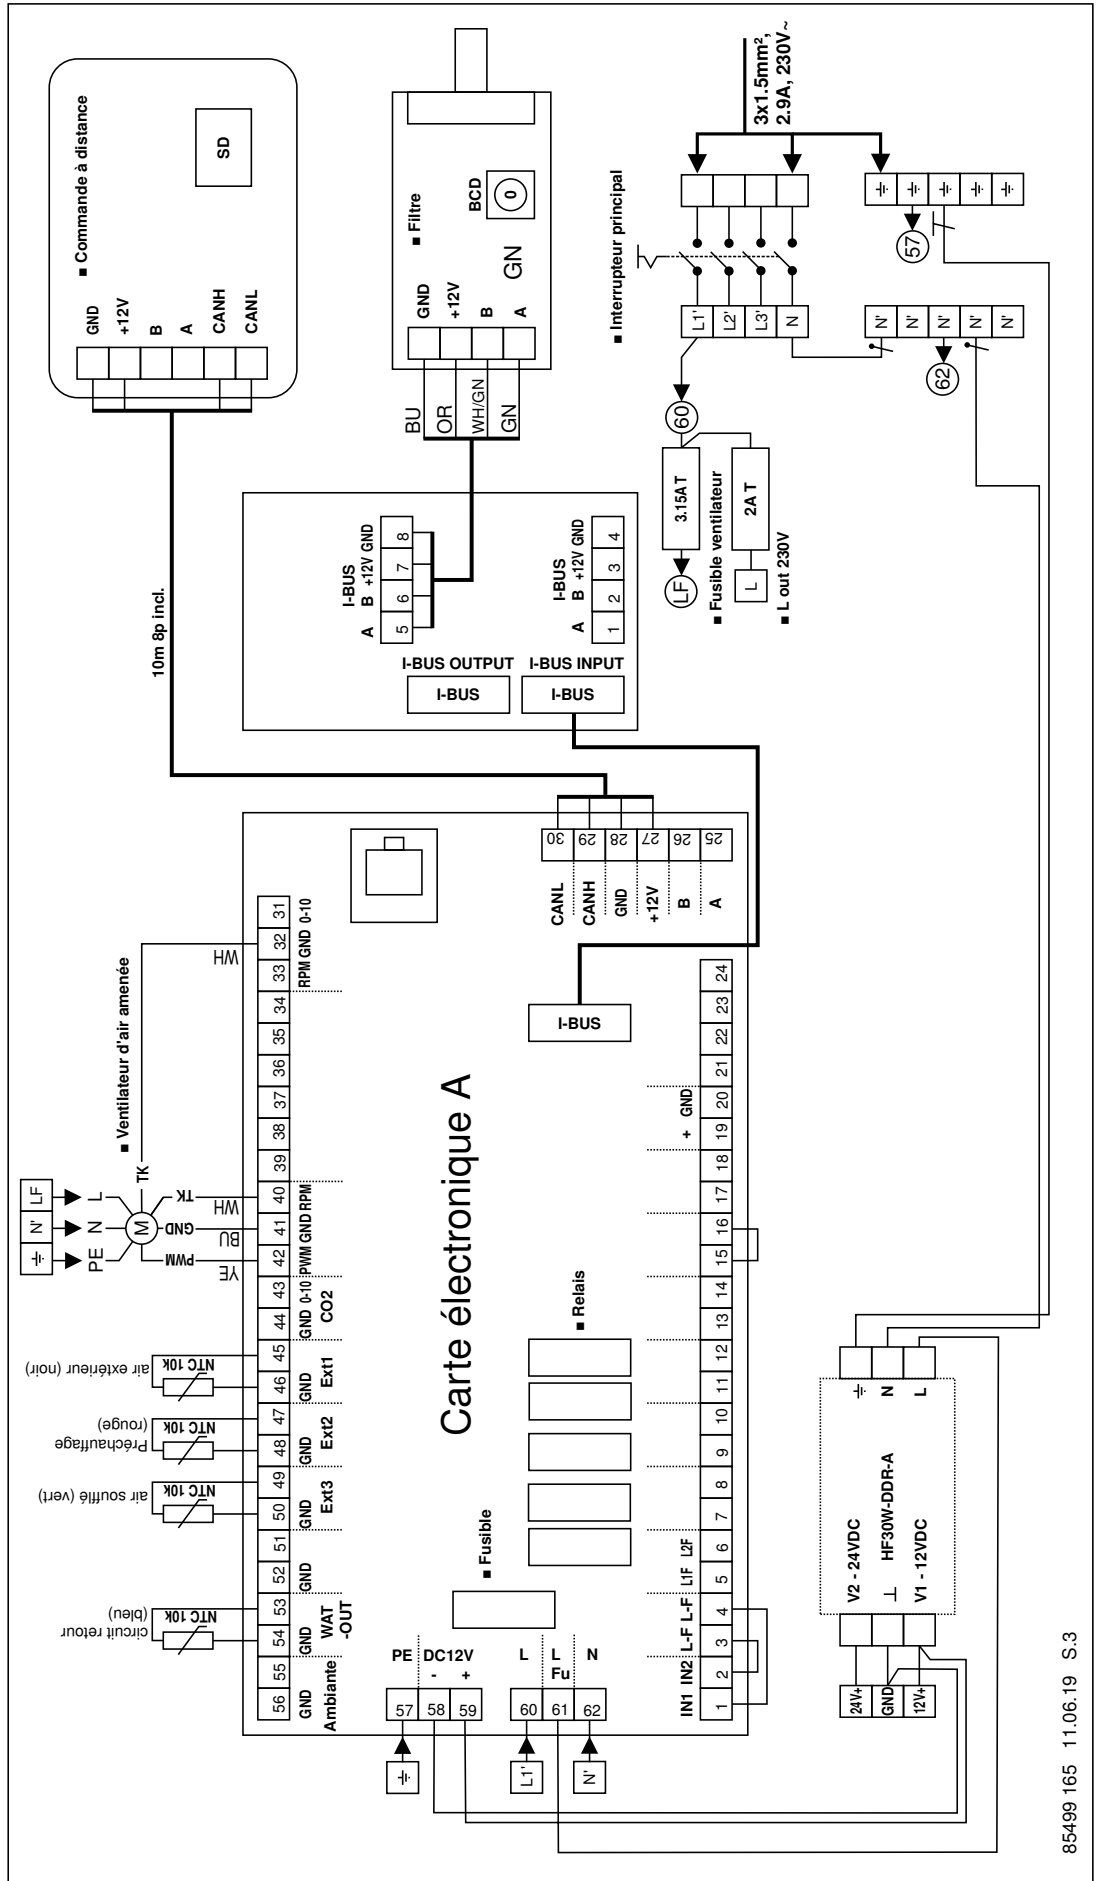 ■ Commande à distance
SD
GND
+12V
B
A
CANH
CANL
■ Filtre
BCD
0
GN
GND
+12V
B
A
BU
OR
WH/GN
GN
3x1.5mm²,
2.9A, 230V~
■ Interrupteur principal
L1'
L2'
L3'
N
57
N'
N'
N'
N'
N'
62
60
3.15A T
LF
■ Fusible ventilateur
2A T
L
■ L out 230V
10m 8p incl.
I-BUS
A B +12V GND
5 6 7 8
I-BUS
A B +12V GND
1 2 3 4
I-BUS OUTPUT
I-BUS
I-BUS INPUT
I-BUS
■ Ventilateur d'air amenée
LF
N'
L
N
PE
M
TK
TK
GND
PWM
WH
WH
BU
YE
56 55 54 53 52 51 50 49 48 47 46 45 44 43 42 41 40 39 38 37 36 35 34 33 32 31
GND
Ambiante
GND
WAT
-OUT
GND
GND
Ext3
GND
Ext2
GND
Ext1
GND 0-10
CO2
PWM GND RPM
RPM GND 0-10
circuit retour
(bleu)
NTC 10k
air soufflé (vert)
NTC 10k
Préchauffage
(rouge)
NTC 10k
air extérieur (noir)
NTC 10k
Carte électronique A
30
29
28
27
26
25
CANL
CANH
GND
+12V
B
A
I-BUS
■ Relais
■ Fusible
PE
DC12V
- +
L
L
Fu
N
57
58
59
60
61
62
L1'
N'
IN1 IN2 L-F L-F L1F L2F
+ GND
1 2 3 4 5 6 7 8 9 10 11 12 13 14 15 16 17 18 19 20 21 22 23 24
N
L
V2 - 24VDC
HF30W-DDR-A
V1 - 12VDC
24V+
GND
12V+
85499 165 11.06.19 S.3